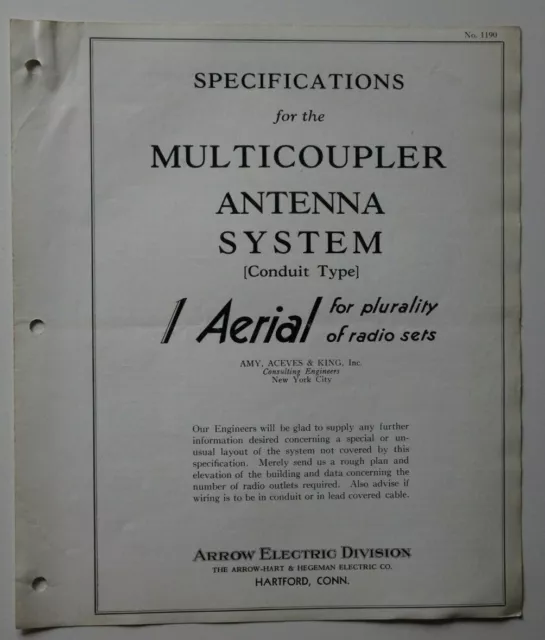 No. 1190
SPECIFICATIONS
for the
MULTICOUPLER
ANTENNA
SYSTEM
[Conduit Type]
1 Aerial for plurality
of radio sets
AMY, ACEVES & KING, Inc.
Consulting Engineers
New York City
Our Engineers will be glad to supply any further
information desired concerning a special or un-
usual layout of the system not covered by this
specification. Merely send us a rough plan and
elevation of the building and data concerning the
number of radio outlets required. Also advise if
wiring is to be in conduit or in lead covered cable.
ARROW ELECTRIC DIVISION
THE ARROW-HART & HEGEMAN ELECTRIC CO.
HARTFORD, CONN.